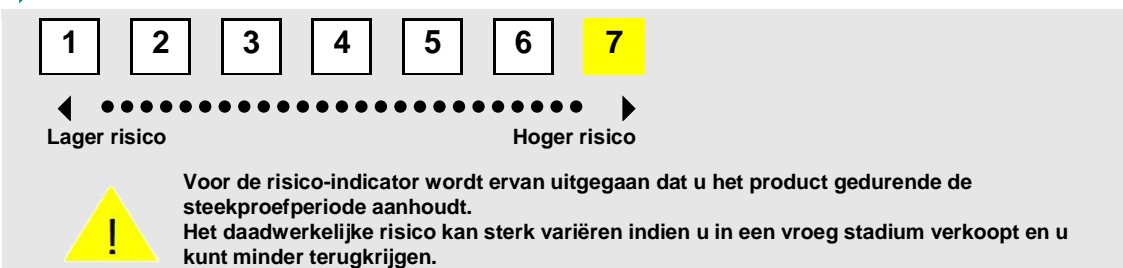 1 2 3 4 5 6 7
Lager risico Hoger risico
Voor de risico-indicator wordt ervan uitgegaan dat u het product gedurende de
steekproefperiode aanhoudt.
!
Het daadwerkelijke risico kan sterk variëren indien u in een vroeg stadium verkoopt en u
kunt minder terugkrijgen.